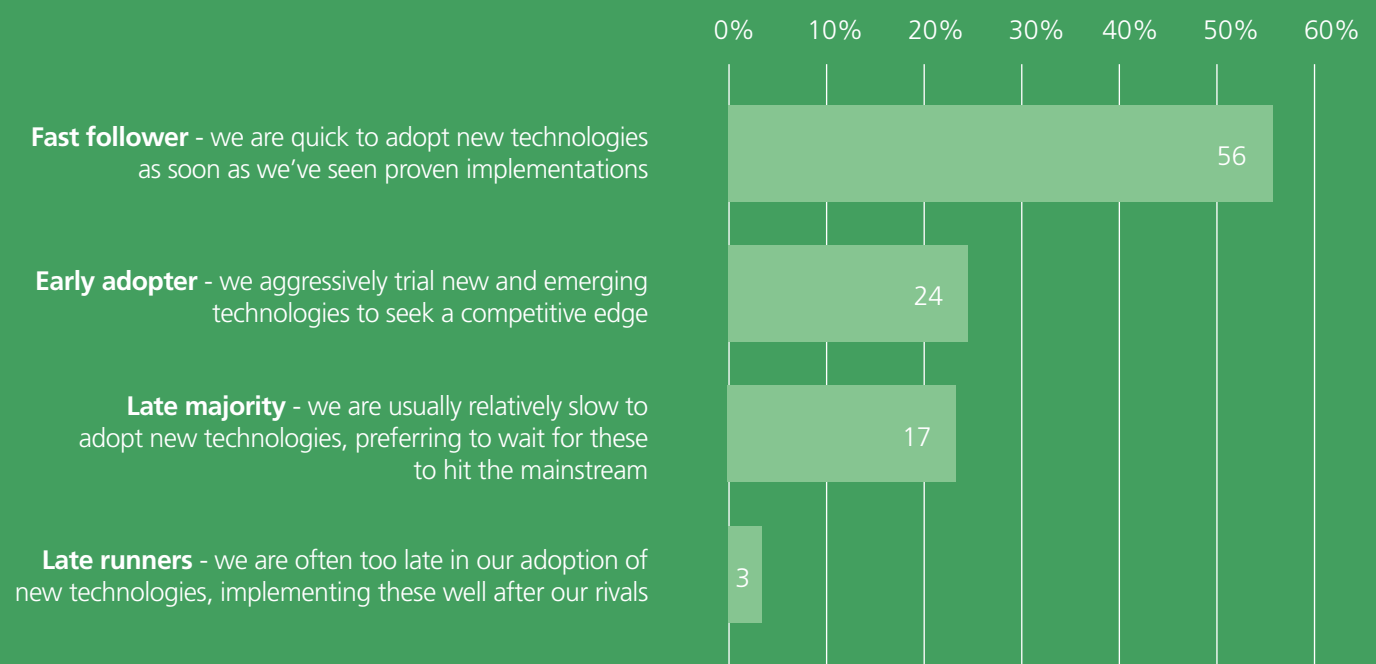 0% 10% 20% 30% 40% 50% 60%
Fast follower - we are quick to adopt new technologies
as soon as we’ve seen proven implementations
56
Early adopter - we aggressively trial new and emerging
technologies to seek a competitive edge
24
Late majority - we are usually relatively slow to
adopt new technologies, preferring to wait for these
to hit the mainstream
17
Late runners - we are often too late in our adoption of
new technologies, implementing these well after our rivals
3